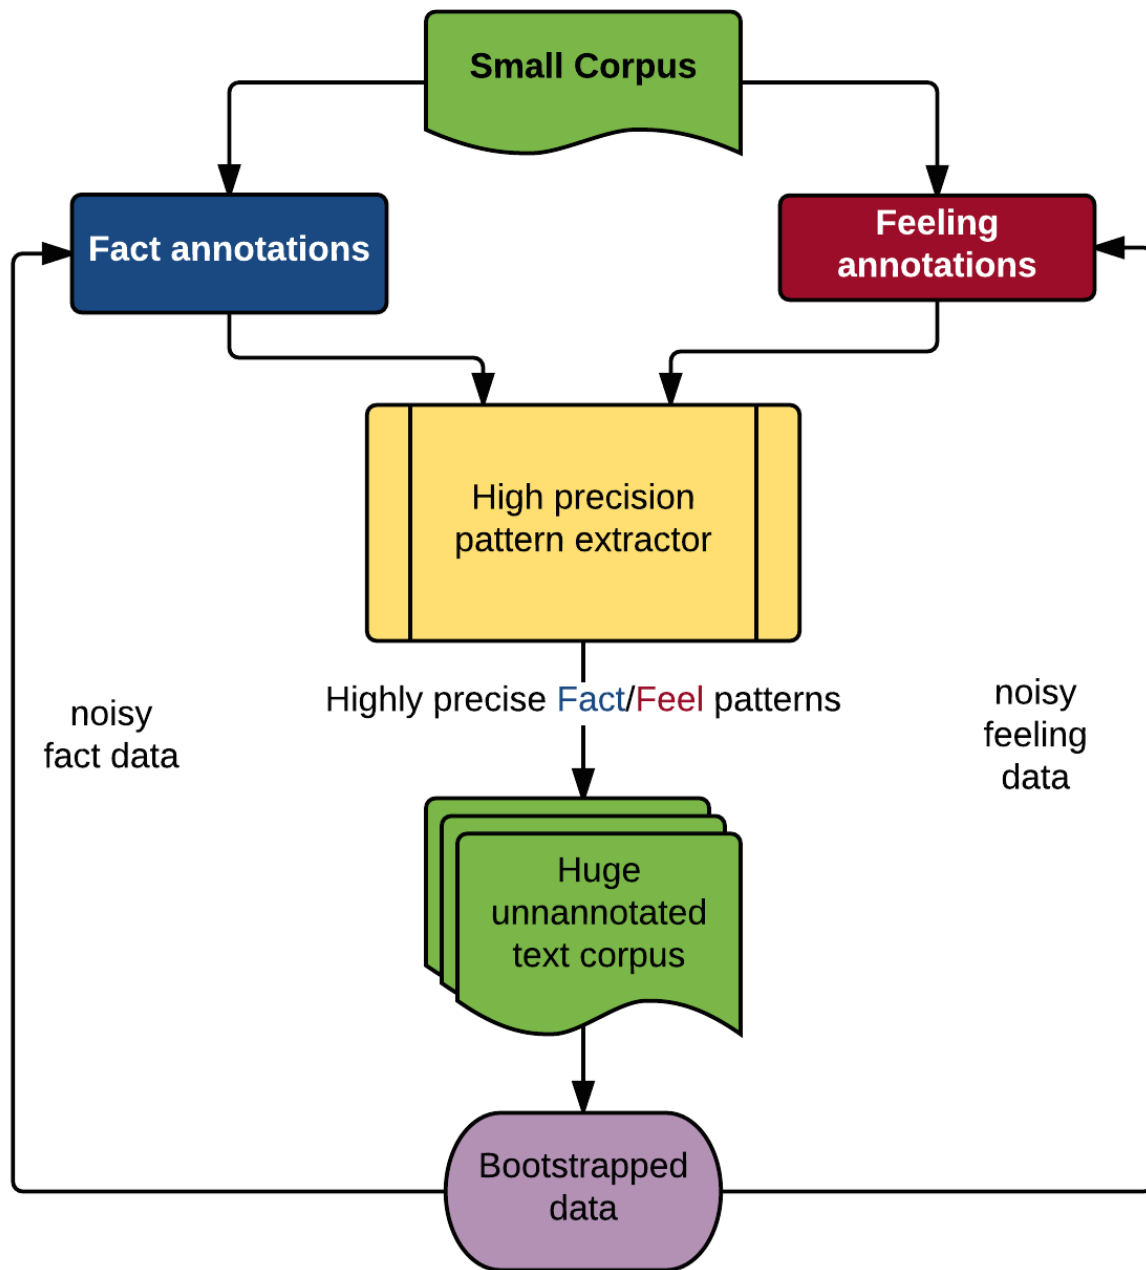 Small Corpus
Fact annotations
Feeling
annotations
High precision
pattern extractor
Highly precise Fact/Feel patterns
noisy
fact data
noisy
feeling
data
Huge
unnannotated
text corpus
Bootstrapped
data